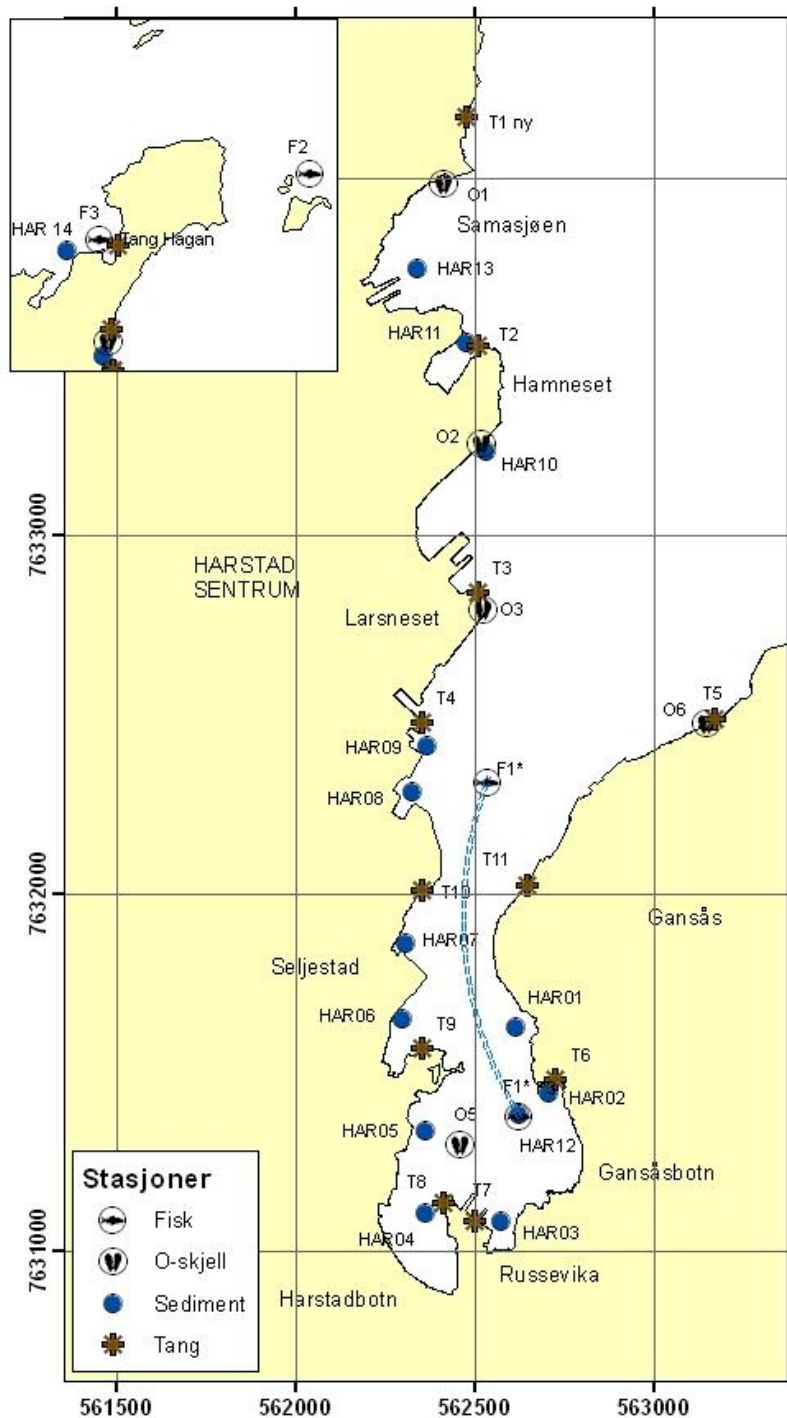 T1 ny
F2
O1
F3
Samasjøen
HAR 14
Tang Hagan
HAR13
HAR11
T2
Hamneset
O2
HAR10
7633000
HARSTAD
SENTRUM
T3
Larsneset
O3
T4
T5
O6
HAR09
F1*
HAR08
T11
T10
7632000
Gansås
HAR07
Seljestad
HAR01
HAR06
T9
T6
F1*
HAR02
O5
HAR05
HAR12
Gansåsbotn
Stasjoner
T8
T7
Fisk
HAR04
HAR03
7631000
O-skjell
Russevika
Harstadbotn
Sediment
Tang
561500
562000
562500
563000